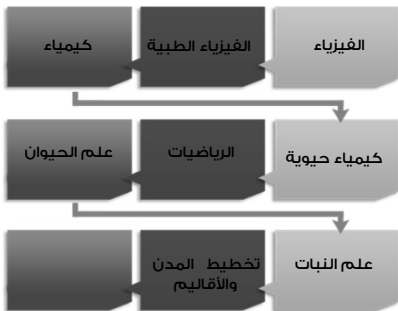 الفيزياء
الفيزياء الطبية
كيمياء
كيمياء حيوية
الرياضيات
علم الحيوان
علم النبات
تخطيط المدن
والأقاليم